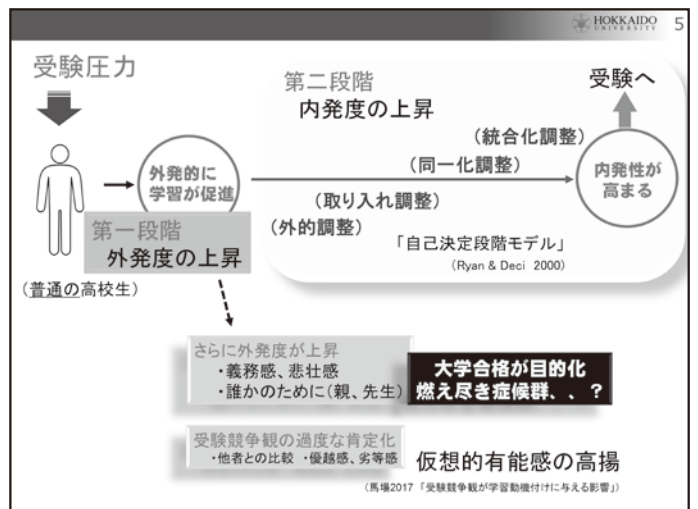 HOKKAIDO
UNIVERSITY
5
受験圧力
第二段階
内発度の上昇
受験へ
外発的に
学習が促進
(統合化調整)
(同一化調整)
(取り入れ調整)
(外的調整)
内発性が
高まる
第一段階
外発度の上昇
「自己決定段階モデル」
(Ryan & Deci 2000)
(普通の高校生)
さらに外発度が上昇
・義務感、悲壮感
・誰かのために(親、先生)
大学合格が目的化
燃え尽き症候群、、?
受験競争観の過度な肯定化
・他者との比較 ・優越感、劣等感
仮想的有能感の高揚
(馬場2017「受験競争観が学習動機付けに与える影響」)